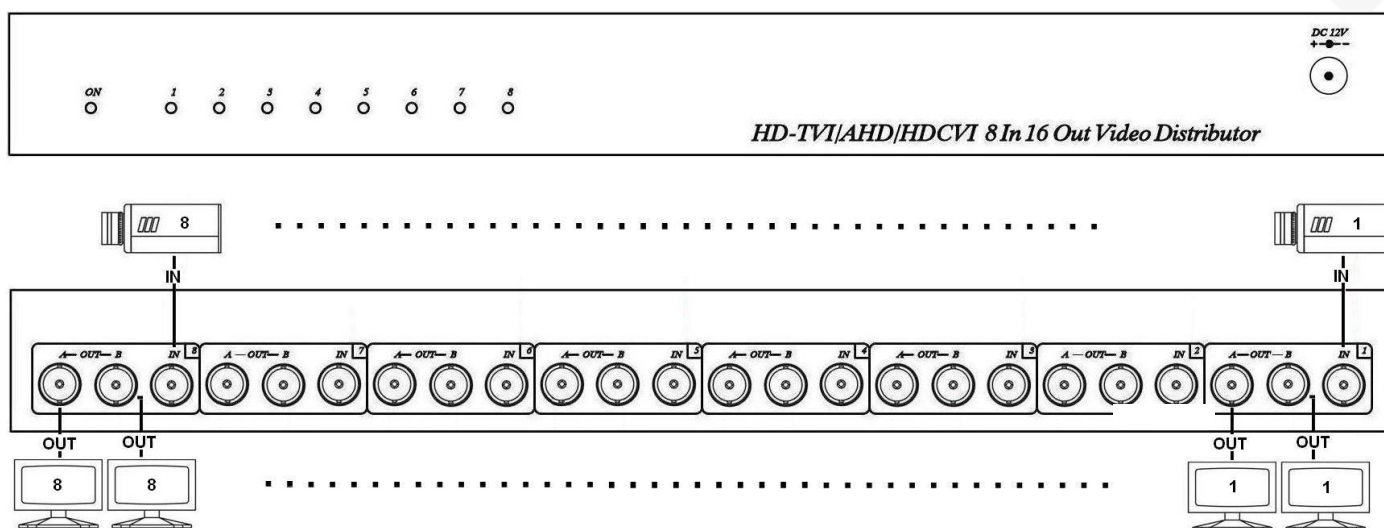 DC 12V
+ -
ON 1 2 3 4 5 6 7 8
HD-TVI/AHD/HDCVI 8 In 16 Out Video Distributor
8 1
IN IN
A OUT B IN 8 A OUT B IN 7 A OUT B IN 6 A OUT B IN 5 A OUT B IN 4 A OUT B IN 3 A OUT B IN 2 A OUT B IN 1
OUT OUT OUT OUT
8 8 1 1